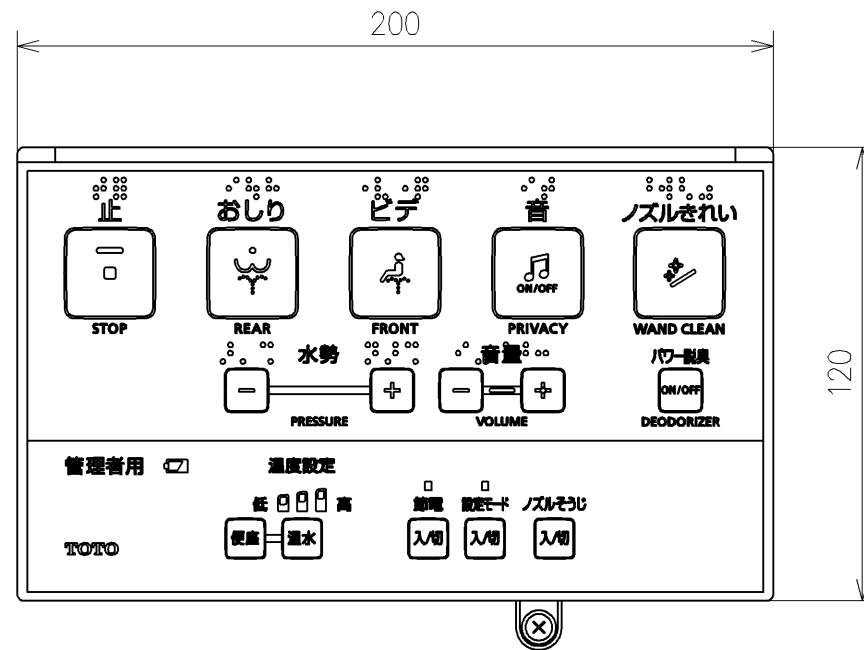 200
止 おしり ビデ 音 ノズルきれい
ON/OFF
STOP REAR FRONT PRIVACY WAND CLEAN
水勢 音量 パワー脱臭
- + - + ON/OFF
PRESSURE VOLUME DEODORIZER
120
管理者用 温度設定
低 高 節電 設定モード ノズルそうじ
便座 温水 入/切 入/切 入/切
TOTO